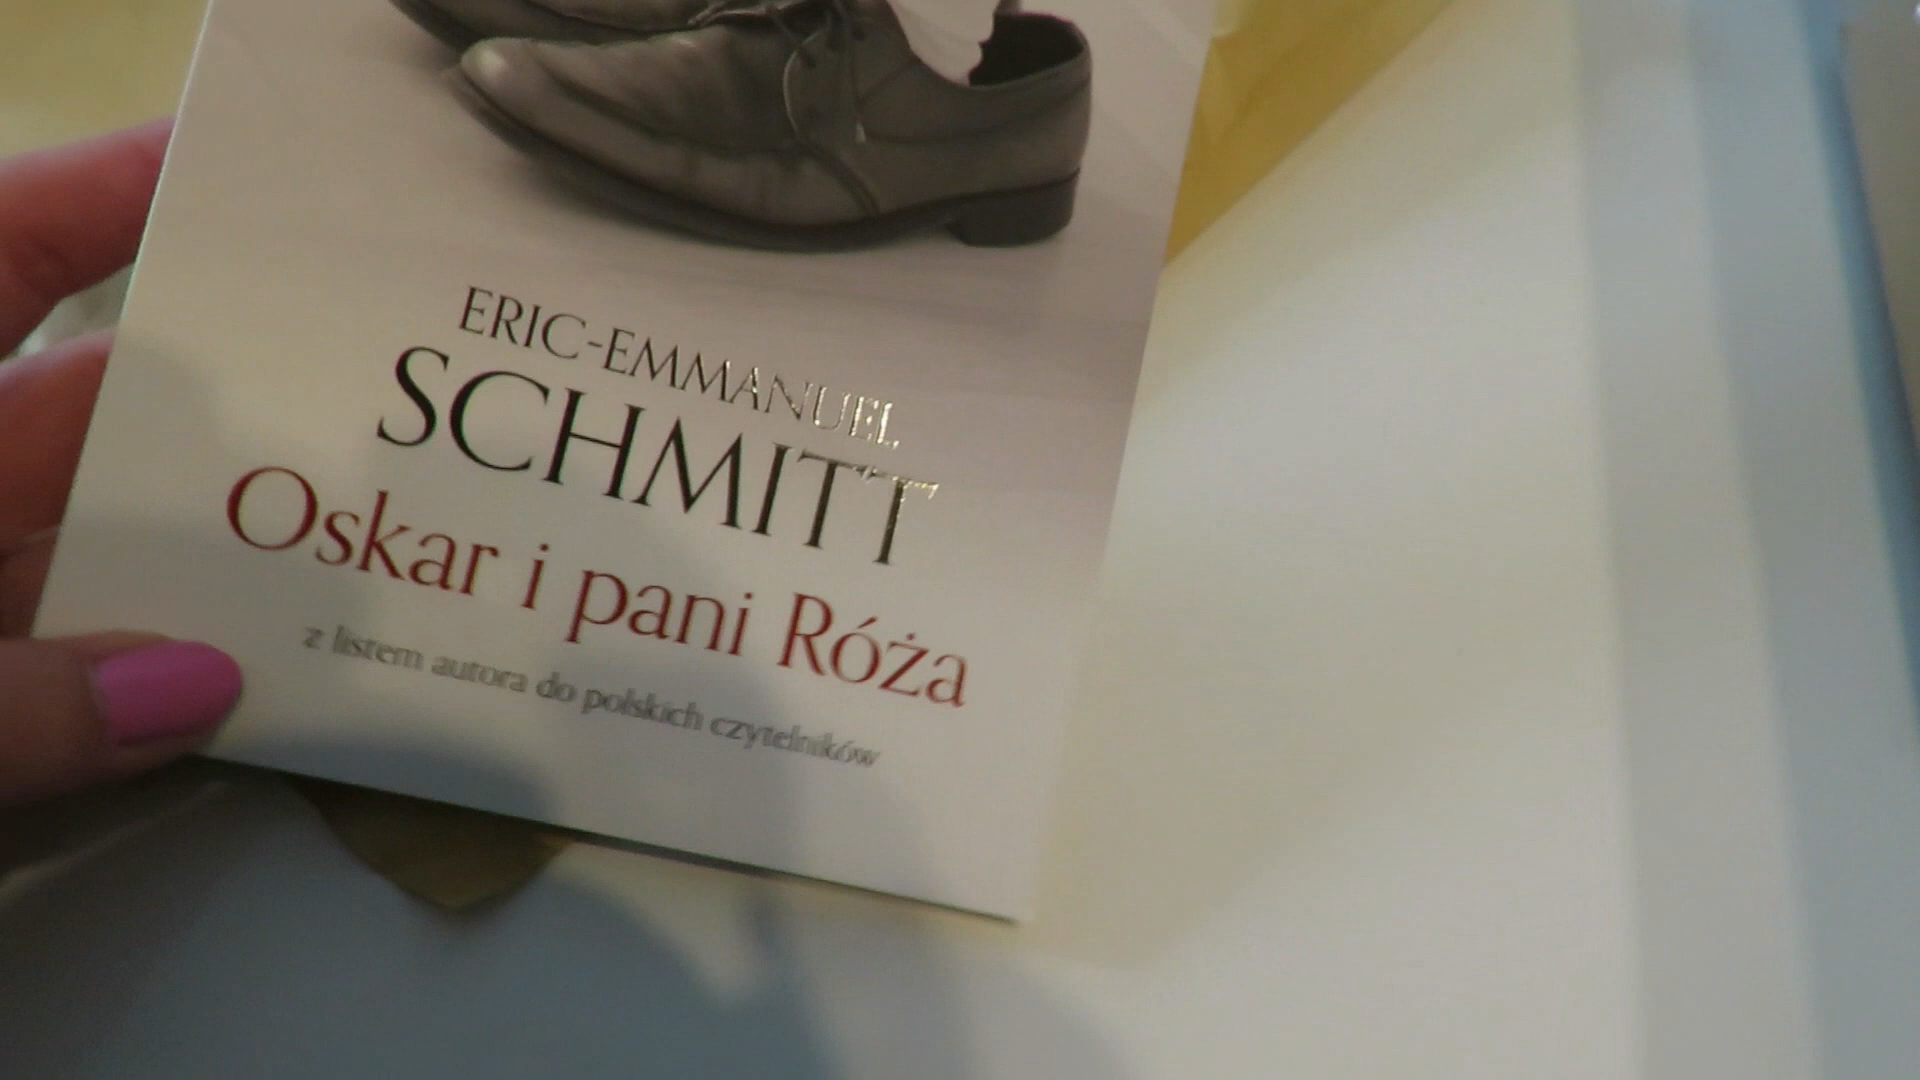 ERIC-EMMANUEL
SCHMITT
Oskar i pani Róża
z listem autora do polskich czytelników